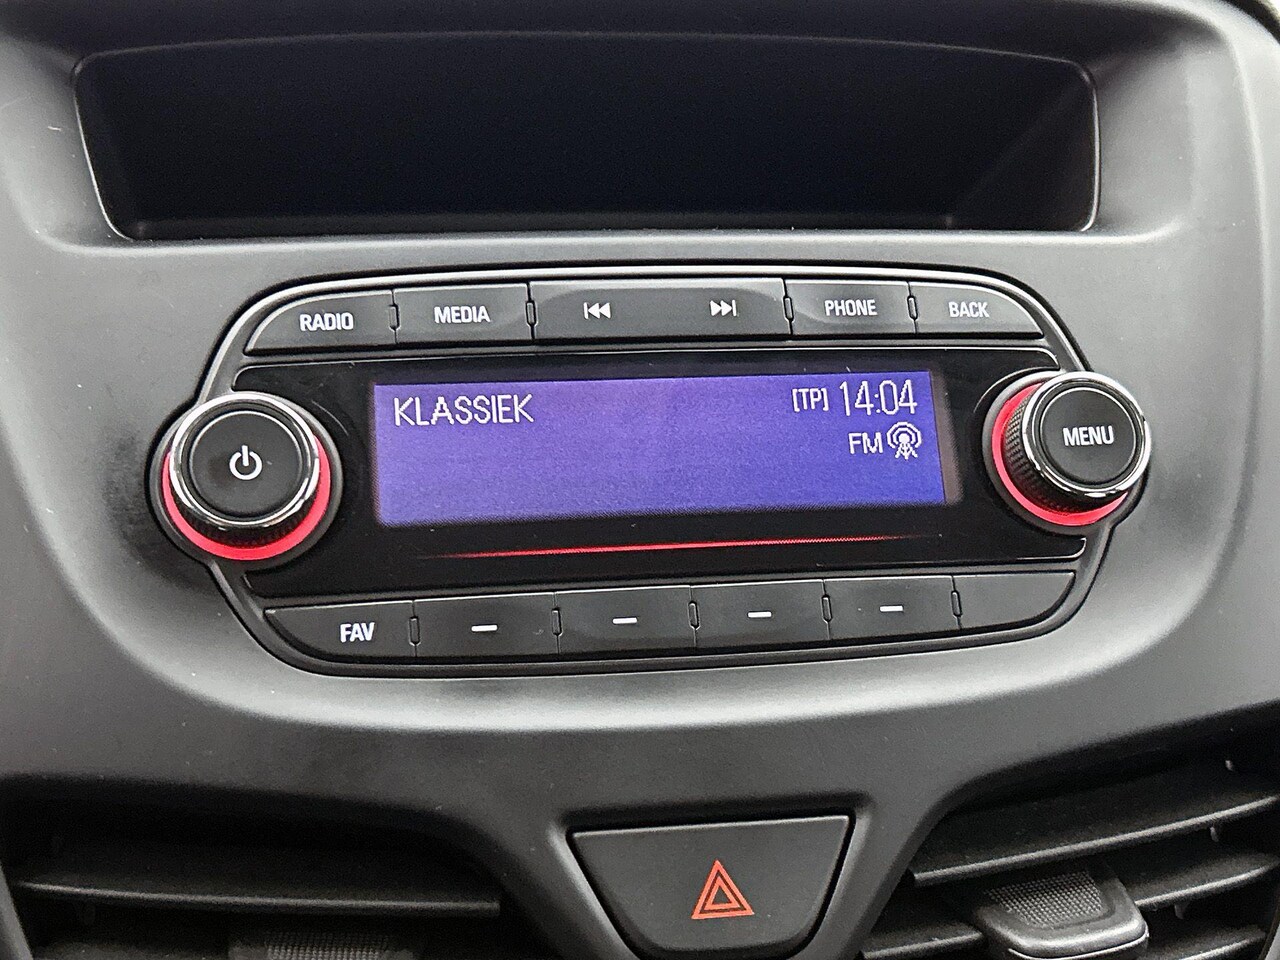 RADIO MEDIA PHONE BACK
KLASSIEK [TP] 14:04
FM
MENU
FAV